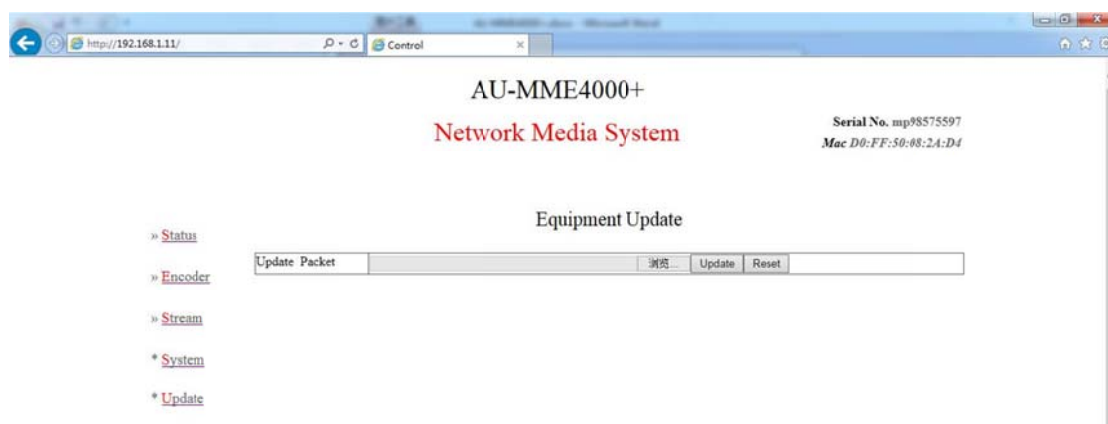 http://192.168.1.11/
Control
AU-MME4000+
Network Media System
Serial No. mp98575597
Mac D0:FF:50:08:2A:D4
Equipment Update
» Status
Update Packet 浏览... Update Reset
» Encoder
» Stream
* System
* Update